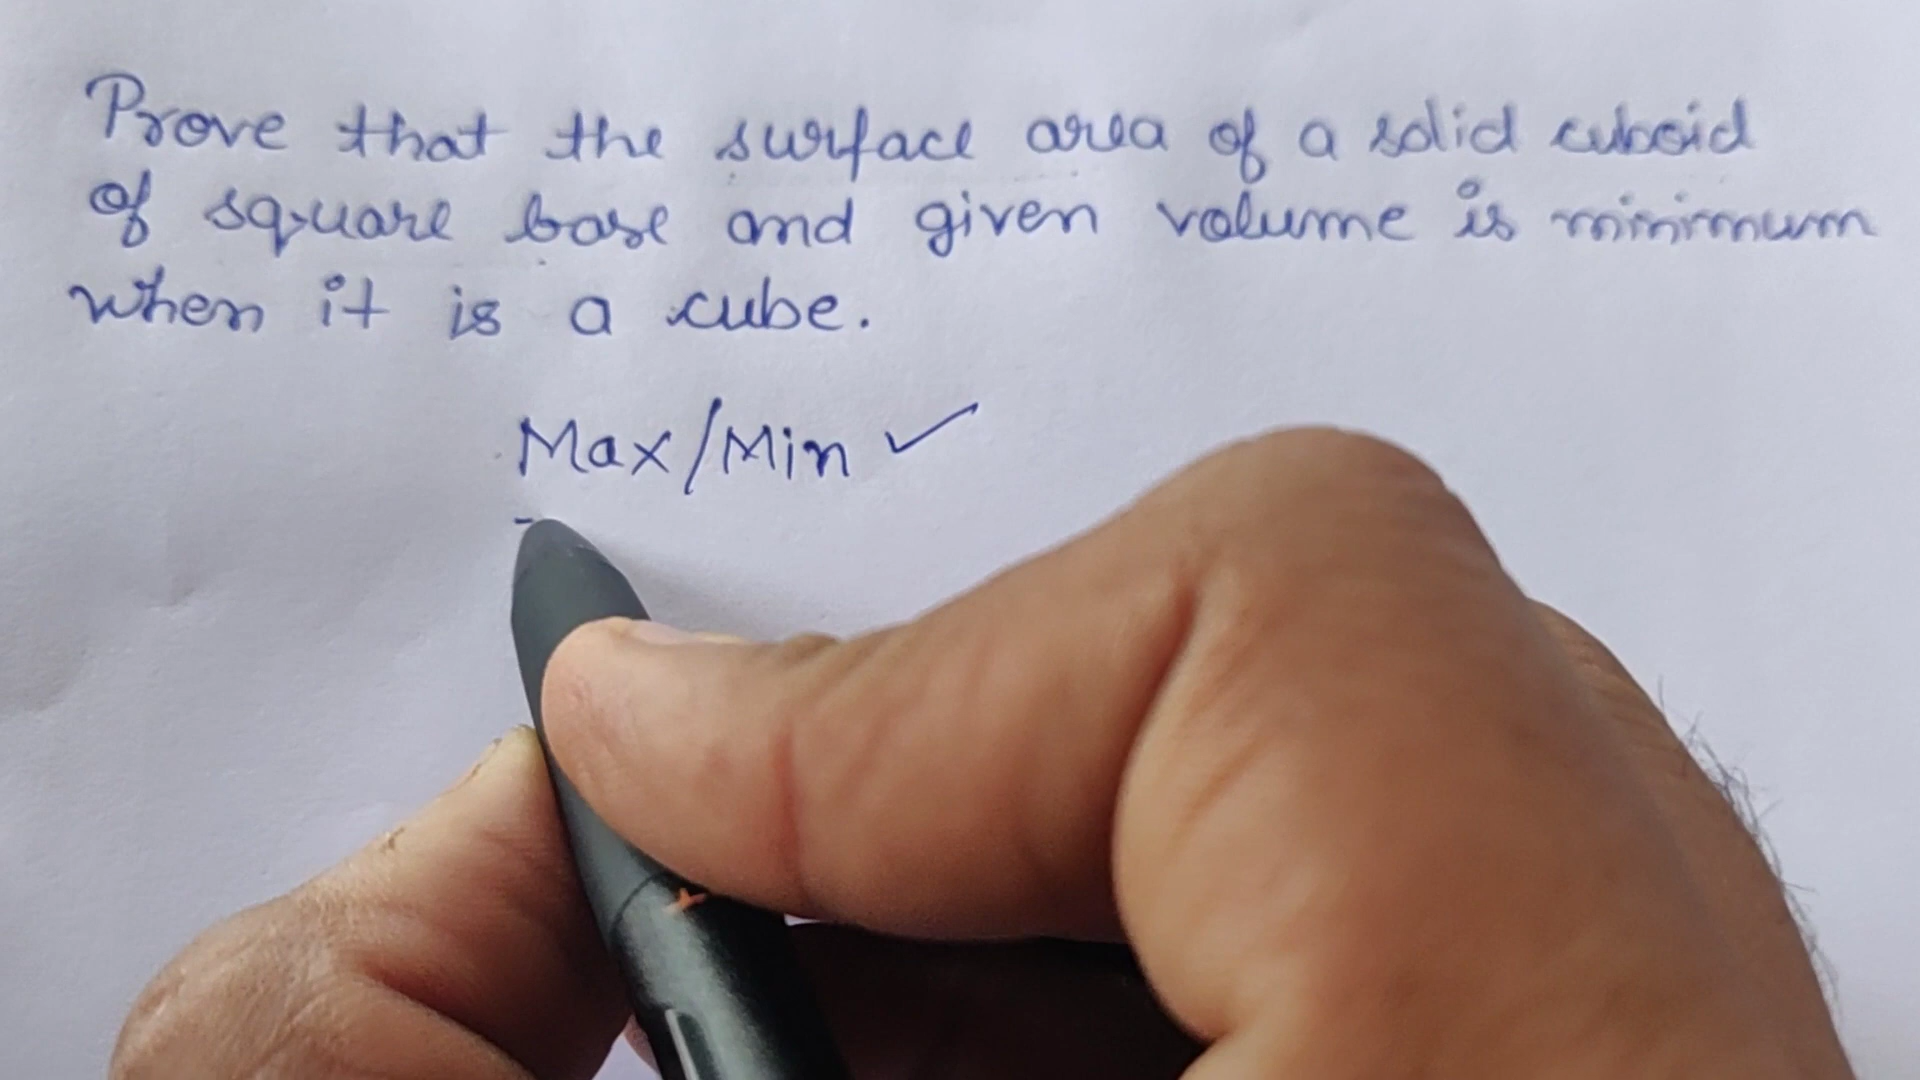 Prove that the surface area of a solid cuboid
of square base and given volume is minimum
when it is a cube.
Max/Min ✓